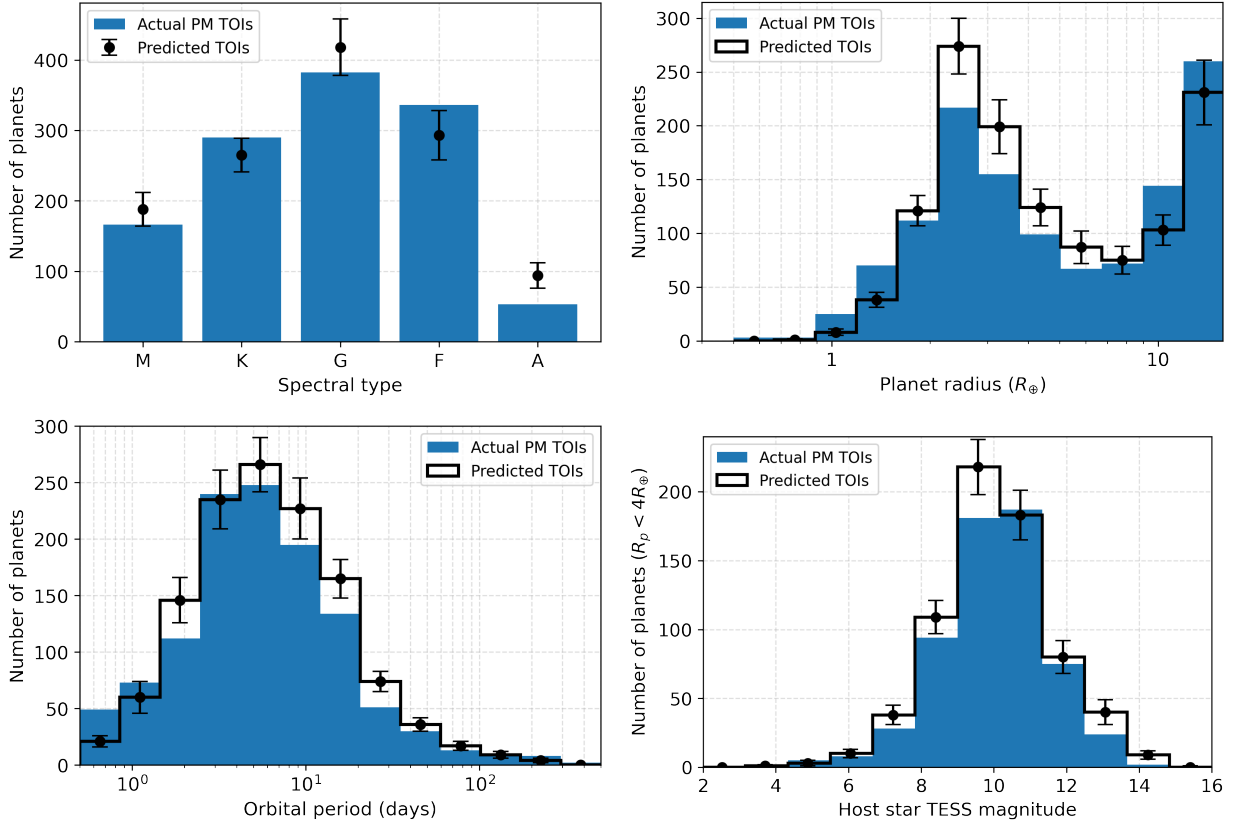 Number of planets
400
300
200
100
0
Actual PM TOIs
Predicted TOIs
M K G F A
Spectral type
Number of planets
300
250
200
150
100
50
0
Actual PM TOIs
Predicted TOIs
1 10
Planet radius (R⊕)
Number of planets
300
250
200
150
100
50
0
Actual PM TOIs
Predicted TOIs
10⁰ 10¹ 10²
Orbital period (days)
Number of planets (Rₚ < 4R⊕)
200
150
100
50
0
Actual PM TOIs
Predicted TOIs
2 4 6 8 10 12 14 16
Host star TESS magnitude